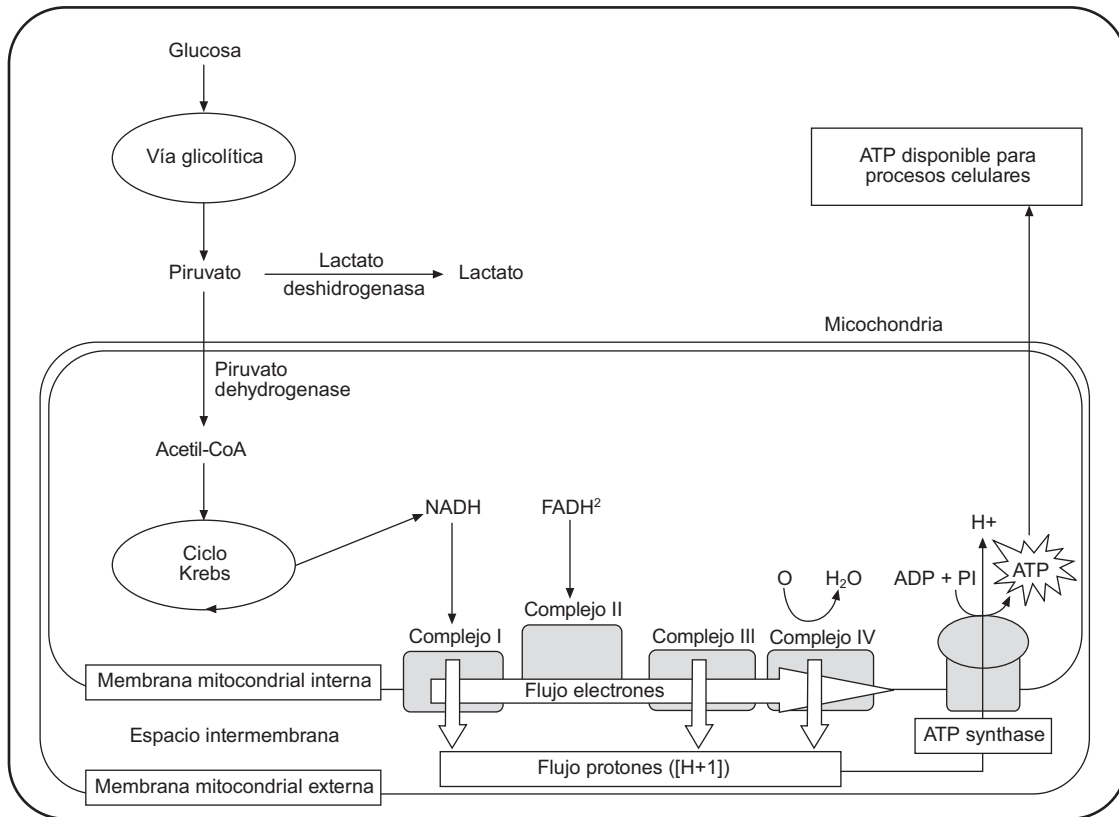 Glucosa
Vía glicolítica
ATP disponible para
procesos celulares
Piruvato
Lactato
deshidrogenasa
Lactato
Micochondria
Piruvato
dehydrogenase
Acetil-CoA
NADH
FADH²
Ciclo
Krebs
H+
O
H₂O
ADP + PI
ATP
Complejo I
Complejo II
Complejo III
Complejo IV
Membrana mitocondrial interna
Flujo electrones
Espacio intermembrana
ATP synthase
Flujo protones ([H+1])
Membrana mitocondrial externa